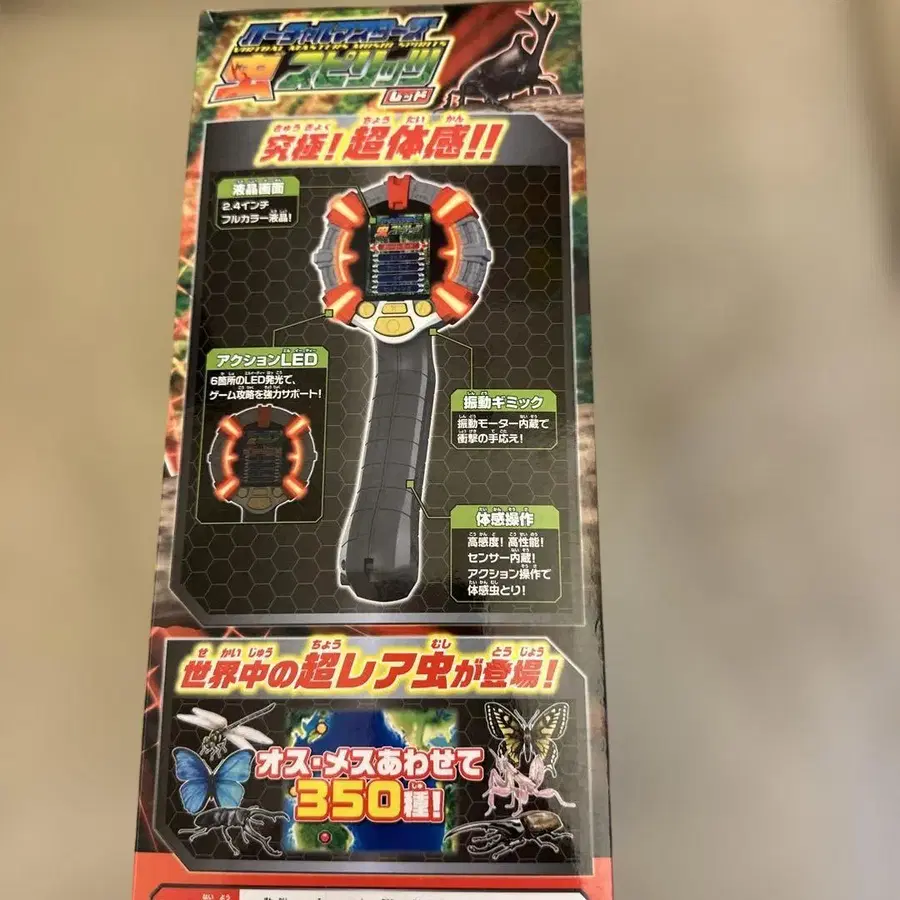 バーチャルマスターズ
VIRTUAL MASTERS MUSHI SPIRITS
虫スピリッツ
レッド
究極！超体感!!
液晶画面
2.4インチ
フルカラー液晶！
アクションLED
6箇所のLED発光で、
ゲーム攻略を強力サポート！
振動ギミック
振動モーター内蔵で
衝撃の手応え！
体感操作
高感度！高性能！
センサー内蔵！
アクション操作で
体感虫とり！
世界中の超レア虫が登場！
オス・メスあわせて
350種！